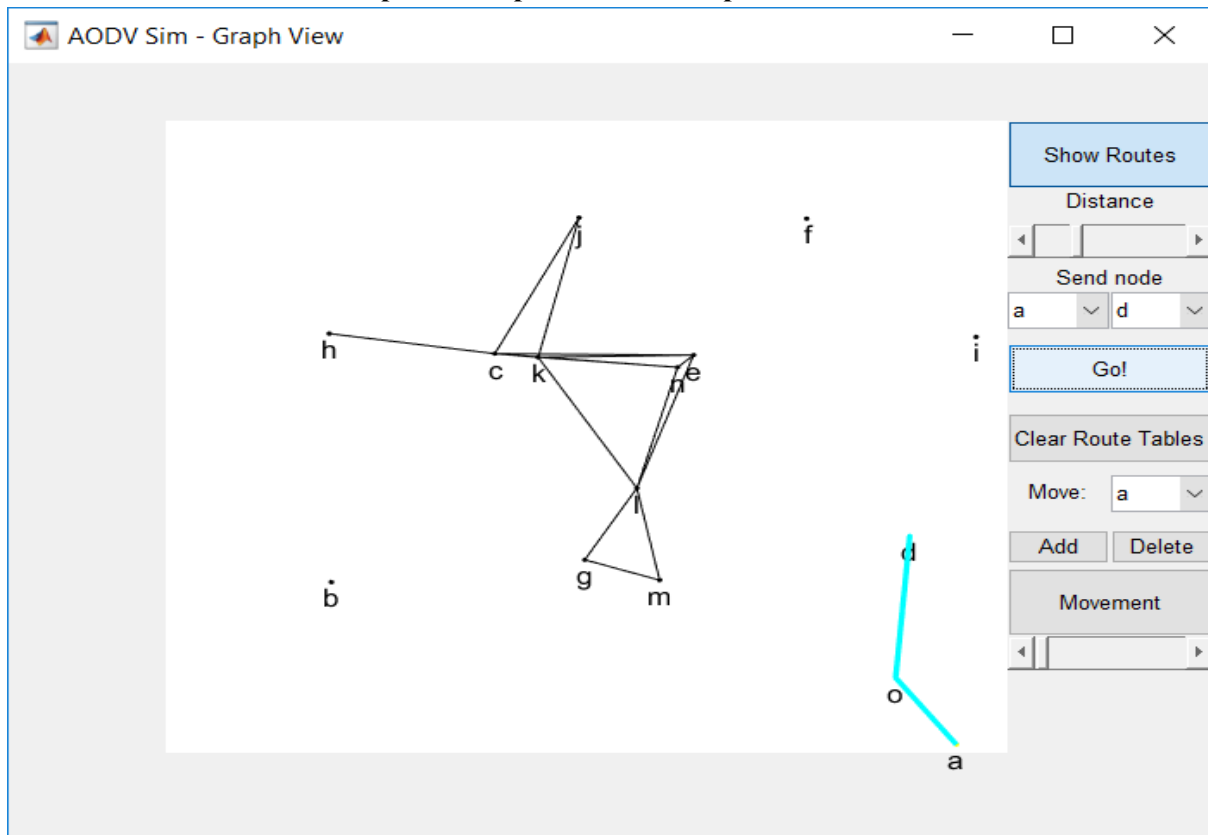 AODV Sim - Graph View
Show Routes
Distance
j
f
Send node
a d
h
i
c
k
n
e
Go!
Clear Route Tables
Move: a
l
Add Delete
d
g
m
b
Movement
o
a